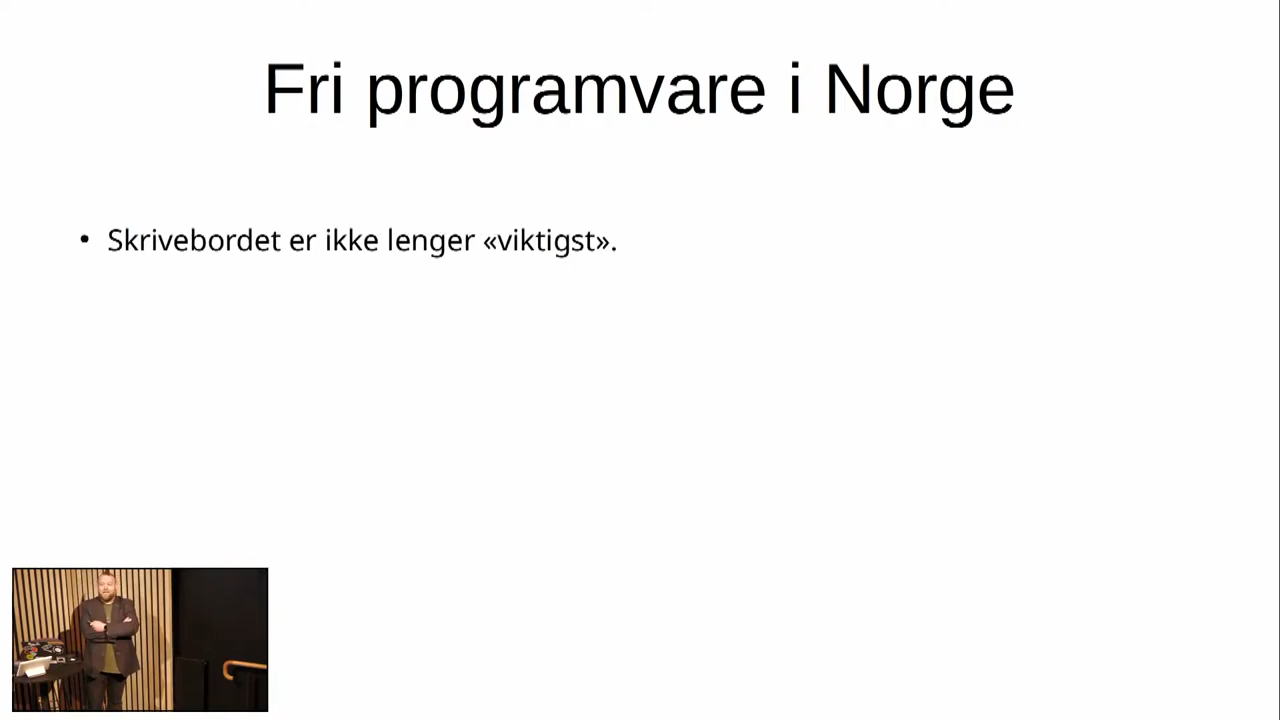 Fri programvare i Norge
• Skrivebordet er ikke lenger «viktigst».